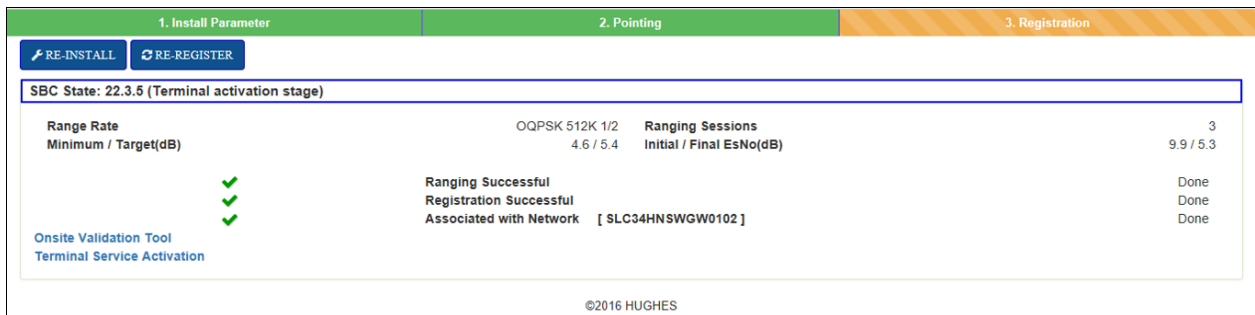 1. Install Parameter 2. Pointing 3. Registration
RE-INSTALL RE-REGISTER
SBC State: 22.3.5 (Terminal activation stage)
Range Rate OQPSK 512K 1/2 Ranging Sessions 3
Minimum / Target(dB) 4.6 / 5.4 Initial / Final EsNo(dB) 9.9 / 5.3
Ranging Successful Done
Registration Successful Done
Associated with Network [ SLC34HNSWGW0102 ] Done
Onsite Validation Tool
Terminal Service Activation
©2016 HUGHES